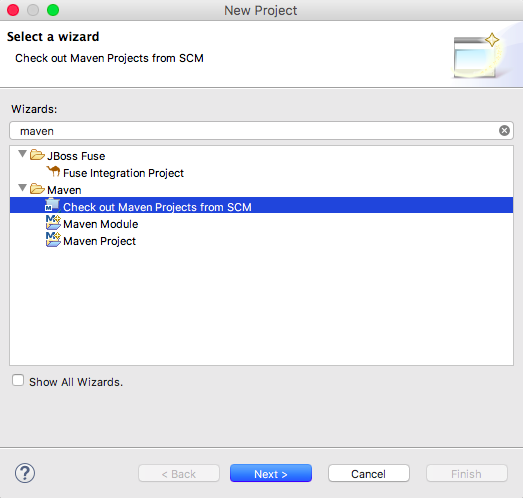 New Project
Select a wizard
Check out Maven Projects from SCM
Wizards:
maven
JBoss Fuse
Fuse Integration Project
Maven
Check out Maven Projects from SCM
Maven Module
Maven Project
Show All Wizards.
? < Back Next > Cancel Finish